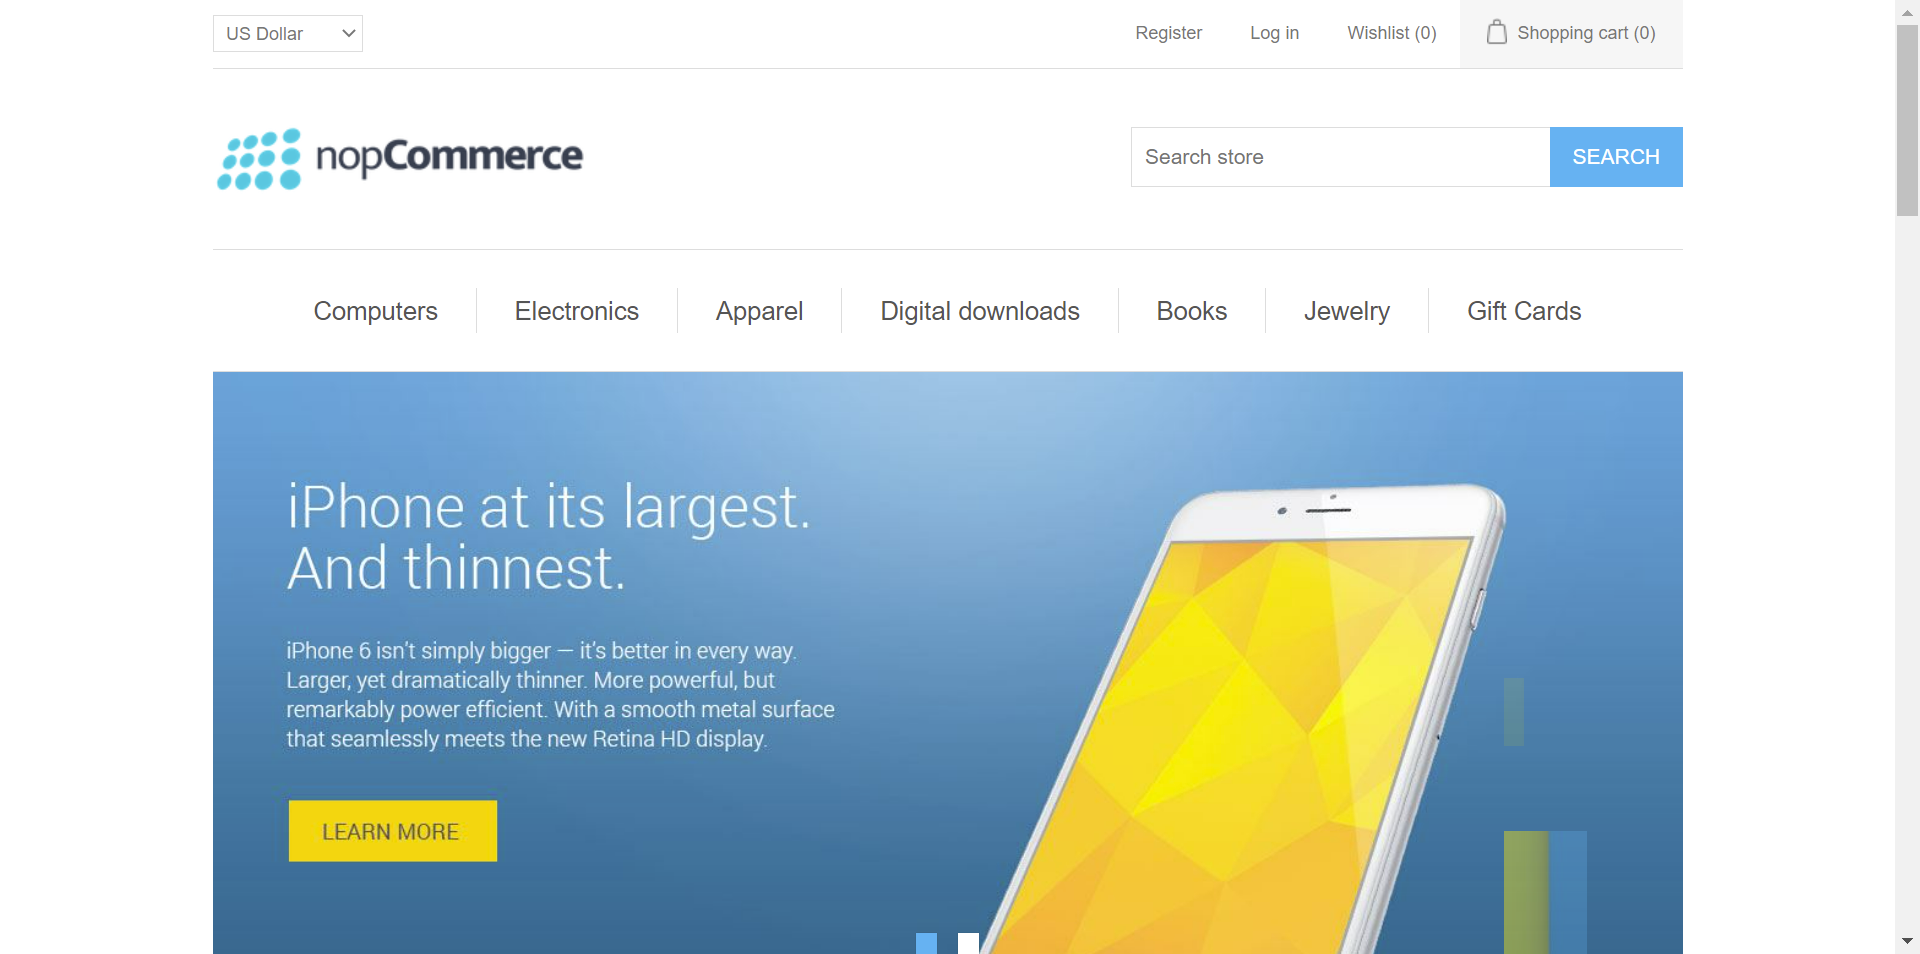 US Dollar
Register
Log in
Wishlist (0)
Shopping cart (0)
nopCommerce
Search store
SEARCH
Computers
Electronics
Apparel
Digital downloads
Books
Jewelry
Gift Cards
iPhone at its largest.
And thinnest.
iPhone 6 isn't simply bigger — it's better in every way.
Larger, yet dramatically thinner. More powerful, but
remarkably power efficient. With a smooth metal surface
that seamlessly meets the new Retina HD display.
LEARN MORE